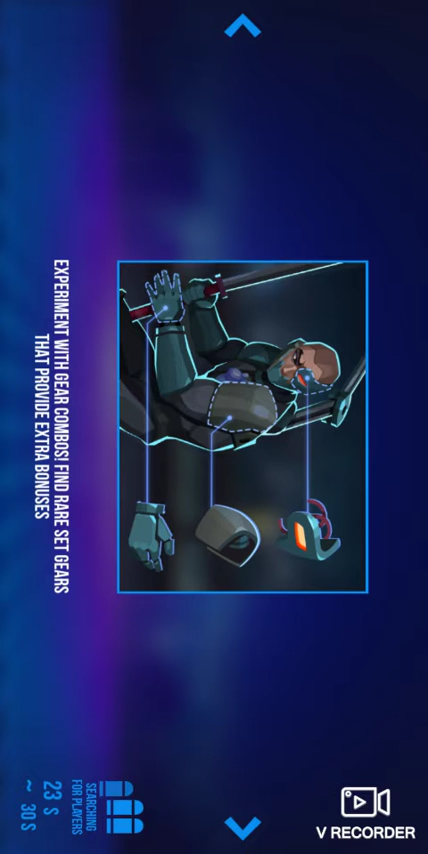 EXPERIMENT WITH GEAR COMBOS! FIND RARE SET GEARS
THAT PROVIDE EXTRA BONUSES
SEARCHING
FOR PLAYERS
23 S
~ 30 S
V RECORDER